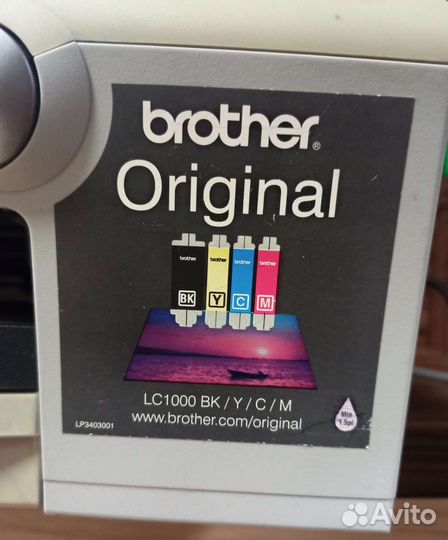 brother®
Original
brother brother brother brother
BK Y C M
LC1000 BK / Y / C / M
www.brother.com/original
LP3403001
Min
1.5pl
Avito